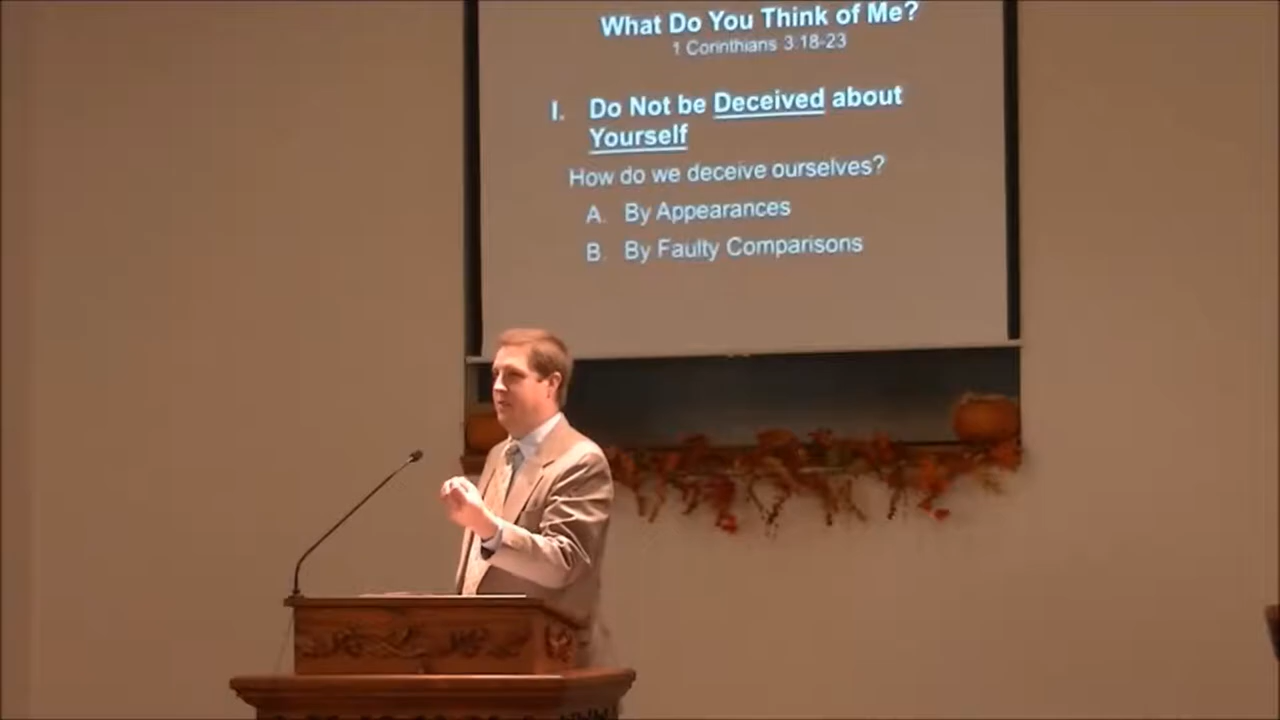 What Do You Think of Me?
1 Corinthians 3.18-23
I. Do Not be Deceived about
Yourself
How do we deceive ourselves?
A. By Appearances
B. By Faulty Comparisons